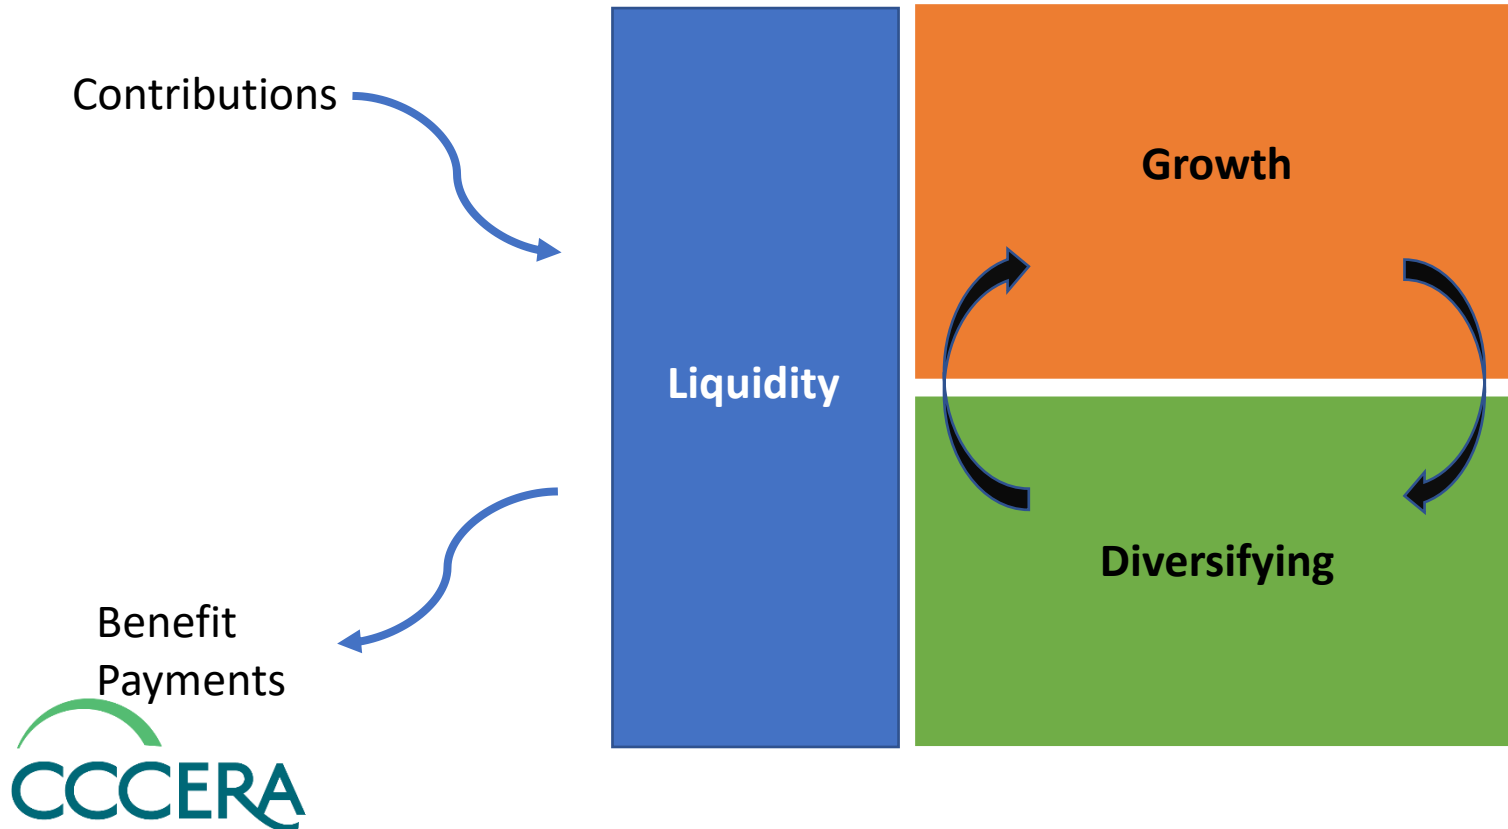 Contributions
Growth
Liquidity
Diversifying
Benefit
Payments
CCCERA